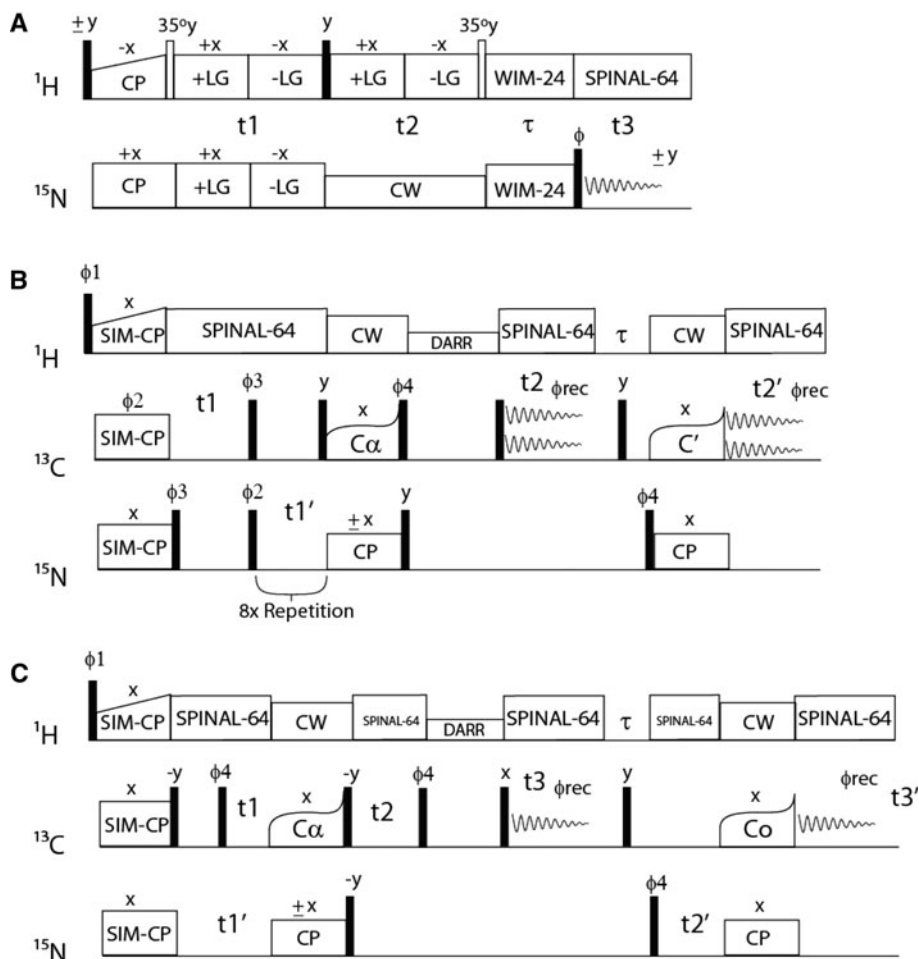 A
± y
35ºy
y
35ºy
-x
+x
-x
+x
-x
¹H
CP
+LG
-LG
+LG
-LG
WIM-24
SPINAL-64
t1
t2
τ
t3
+x
+x
-x
ϕ
± y
¹⁵N
CP
+LG
-LG
CW
WIM-24
B
ϕ1
x
¹H
SIM-CP
SPINAL-64
CW
DARR
SPINAL-64
τ
CW
SPINAL-64
ϕ2
t1
ϕ3
y
x
ϕ4
t2
ϕrec
y
x
t2'
ϕrec
¹³C
SIM-CP
Cα
C'
x
ϕ3
ϕ2
t1'
± x
y
ϕ4
x
¹⁵N
SIM-CP
CP
CP
8x Repetition
C
ϕ1
x
¹H
SIM-CP
SPINAL-64
CW
SPINAL-64
DARR
SPINAL-64
τ
SPINAL-64
CW
SPINAL-64
x
-y
ϕ4
t1
x
-y
t2
ϕ4
x
t3
ϕrec
y
x
ϕrec
t3'
¹³C
SIM-CP
Cα
Co
x
t1'
± x
-y
ϕ4
t2'
x
¹⁵N
SIM-CP
CP
CP